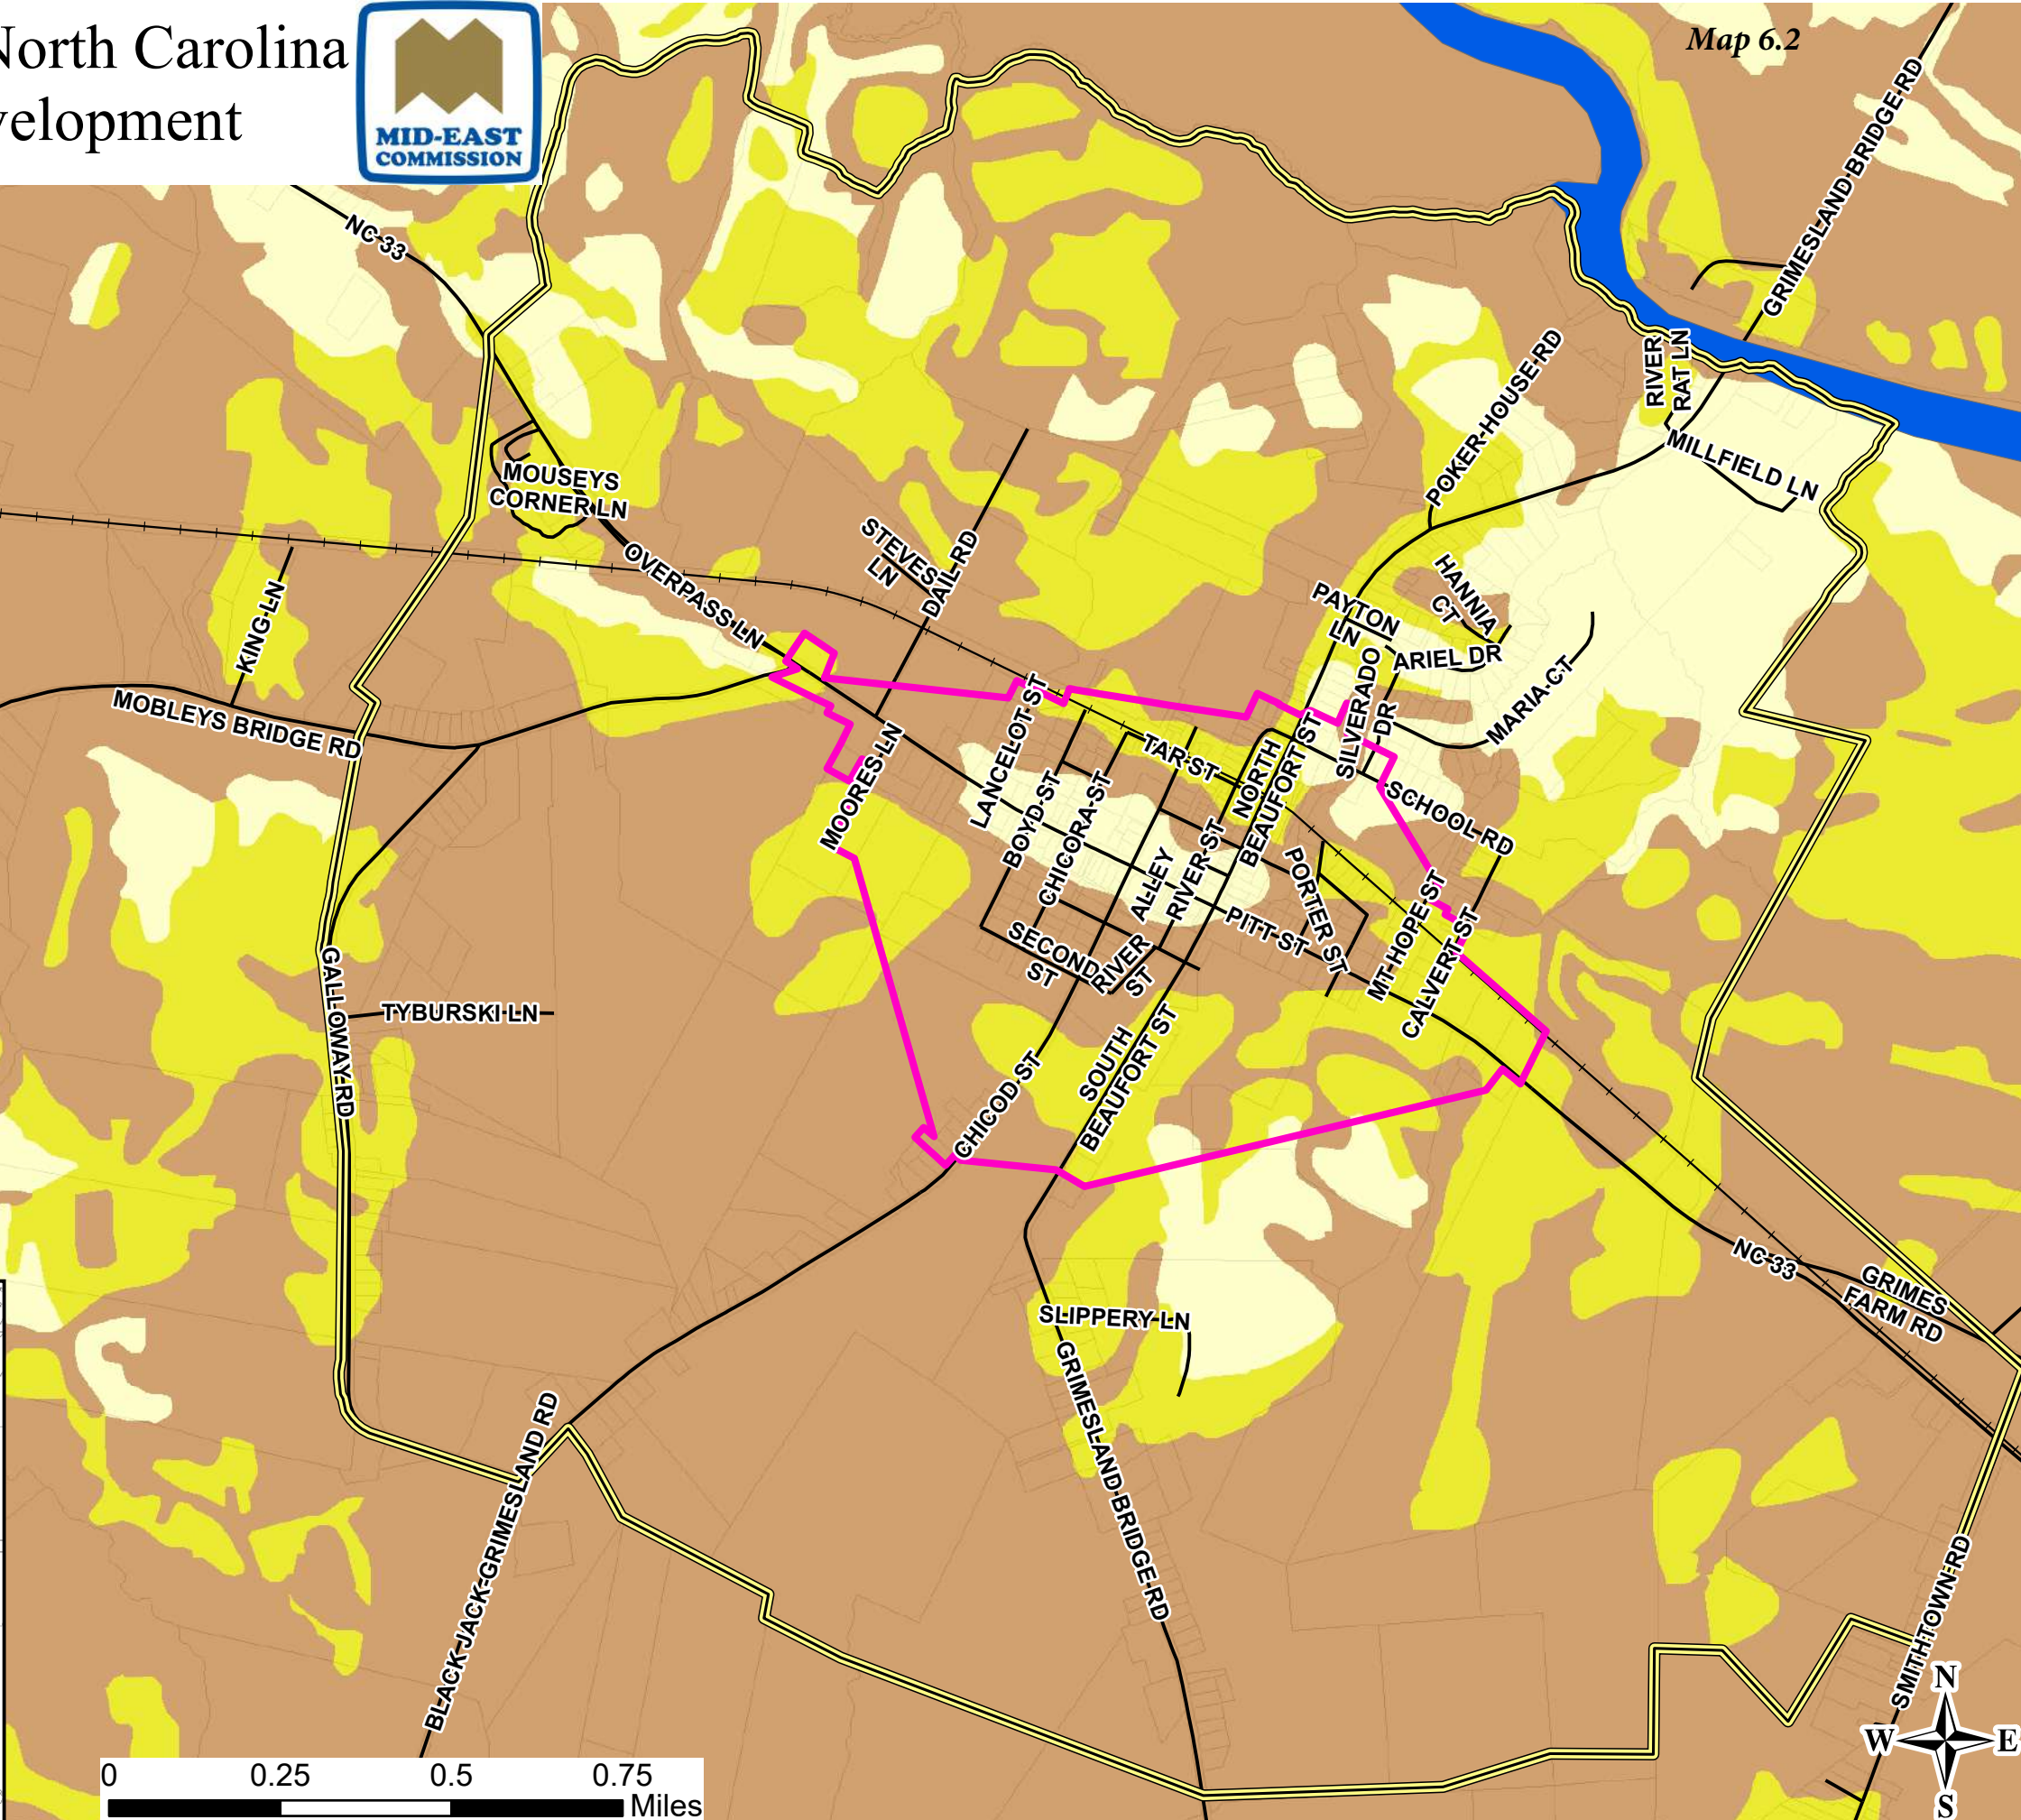 North Carolina
velopment
MID-EAST
COMMISSION
Map 6.2
GRIMESLAND BRIDGE RD
NC 33
RIVER
RAT LN
POKER HOUSE RD
MILLFIELD LN
MOUSEYS
CORNER LN
STEVES
LN
DAIL RD
OVERPASS LN
HANNIA
CT
PAYTON
LN
ARIEL DR
KING LN
MARIA CT
MOBLEYS BRIDGE RD
SILVERADO
DR
LANCELOT ST
MOORES LN
TAR ST
NORTH
BEAUFORT ST
BOYD ST
CHICORA ST
SCHOOL RD
ALLEY
RIVER ST
PORTER ST
PITT ST
MT HOPE ST
CALVERT ST
SECOND
ST
RIVER
ST
GALLOWAY RD
TYBURSKI LN
CHICOD ST
SOUTH
BEAUFORT ST
NC 33
GRIMES
FARM RD
SLIPPERY LN
GRIMESLAND BRIDGE RD
BLACK JACK-GRIMESLAND RD
SMITHTOWN RD
N
W
E
S
0 0.25 0.5 0.75
Miles